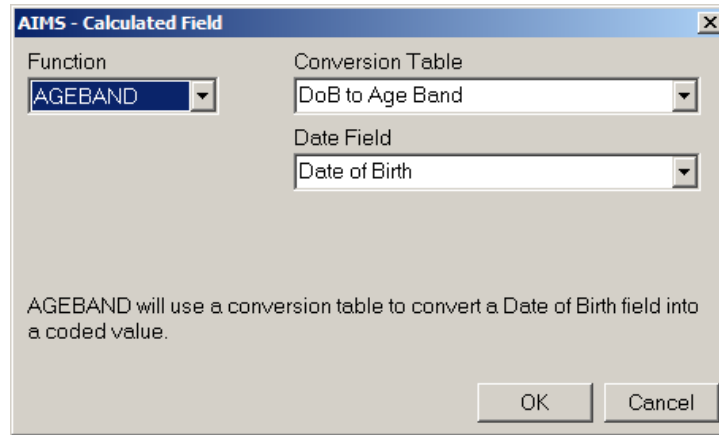 AIMS - Calculated Field
Function
Conversion Table
AGEBAND
DoB to Age Band
Date Field
Date of Birth
AGEBAND will use a conversion table to convert a Date of Birth field into
a coded value.
OK
Cancel